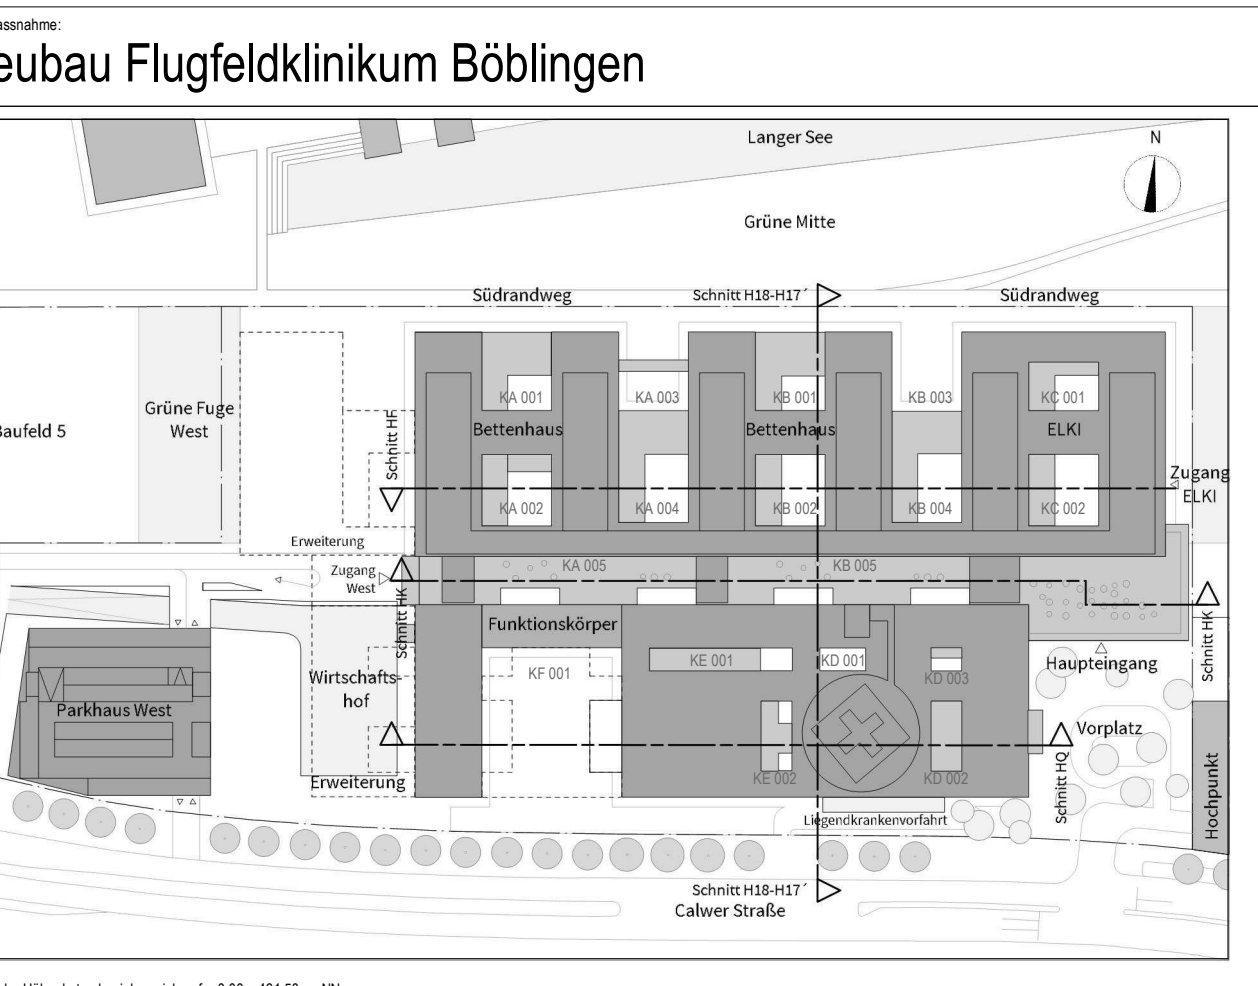 assnahme:
eubau Flugfeldklinikum Böblingen
Langer See
N
Grüne Mitte
Südrandweg
Schnitt H18-H17´
Südrandweg
KA 001
KA 003
KB 001
KB 003
KC 001
Grüne Fuge
West
Baufeld 5
Schnitt HF
Bettenhaus
Bettenhaus
ELKI
Zugang
ELKI
KA 002
KA 004
KB 002
KB 004
KC 002
Erweiterung
Zugang
West
KA 005
KB 005
Schnitt HK
Schnitt HK
Funktionskörper
KE 001
KD 001
Haupteingang
KF 001
KD 003
Wirtschafts-
hof
Parkhaus West
Vorplatz
Erweiterung
KE 002
KD 002
Schnitt HQ
Hochpunkt
Liegendkrankenvorfahrt
Schnitt H18-H17´
Calwer Straße